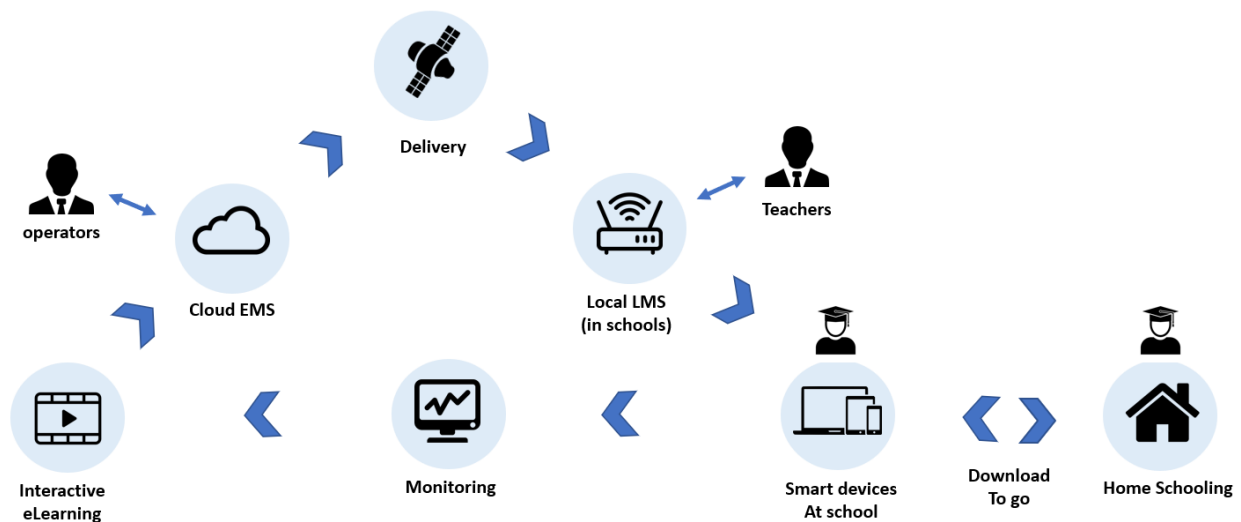 Delivery
operators
Teachers
Cloud EMS
Local LMS
(in schools)
Interactive
eLearning
Monitoring
Smart devices
At school
Download
To go
Home Schooling